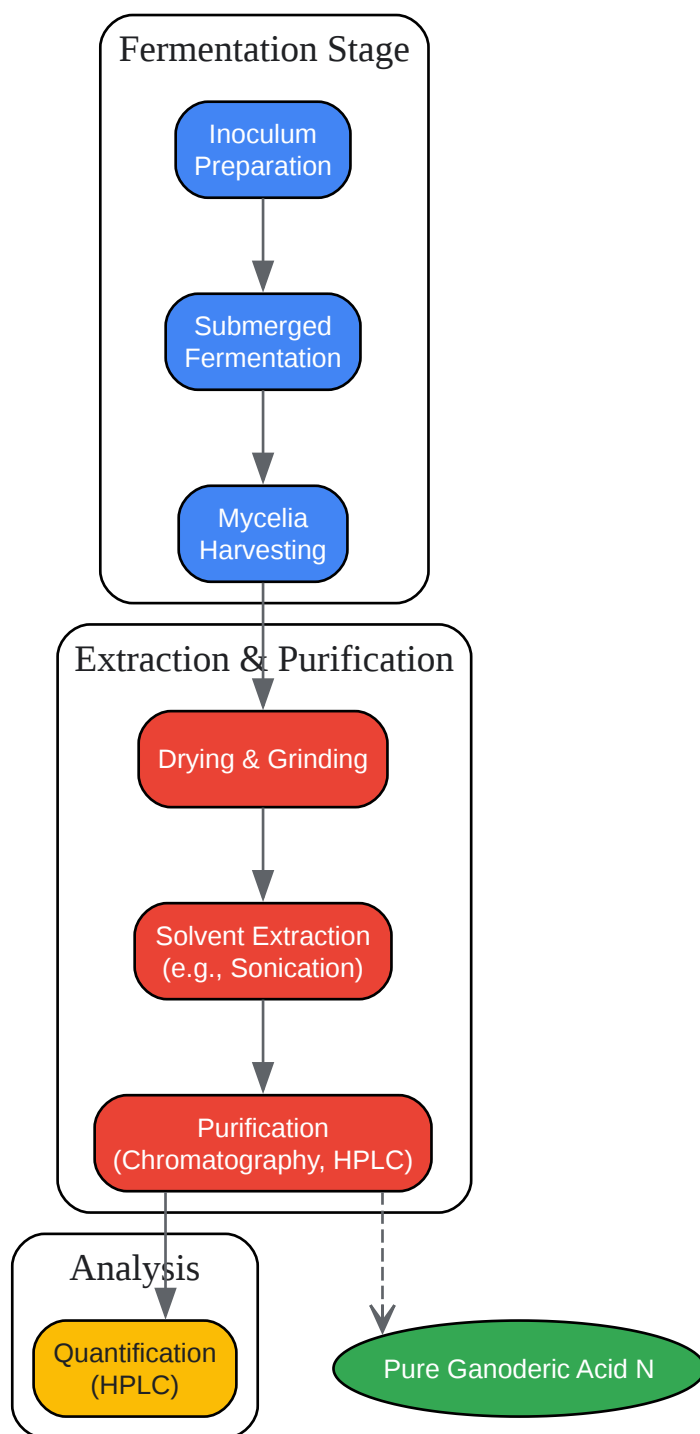 Fermentation Stage
Inoculum
Preparation
Submerged
Fermentation
Mycelia
Harvesting
Extraction & Purification
Drying & Grinding
Solvent Extraction
(e.g., Sonication)
Purification
(Chromatography, HPLC)
Analysis
Quantification
(HPLC)
Pure Ganoderic Acid N